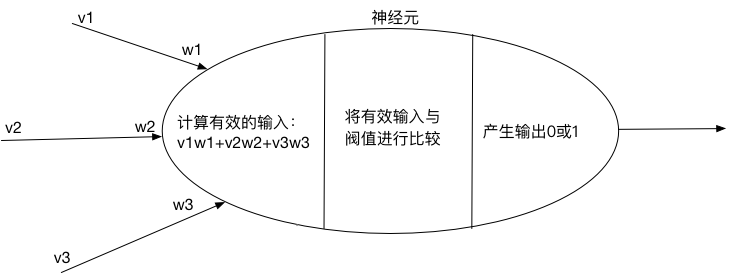 神经元
v1
w1
v2
w2
计算有效的输入：
v1w1+v2w2+v3w3
将有效输入与
阀值进行比较
产生输出0或1
w3
v3